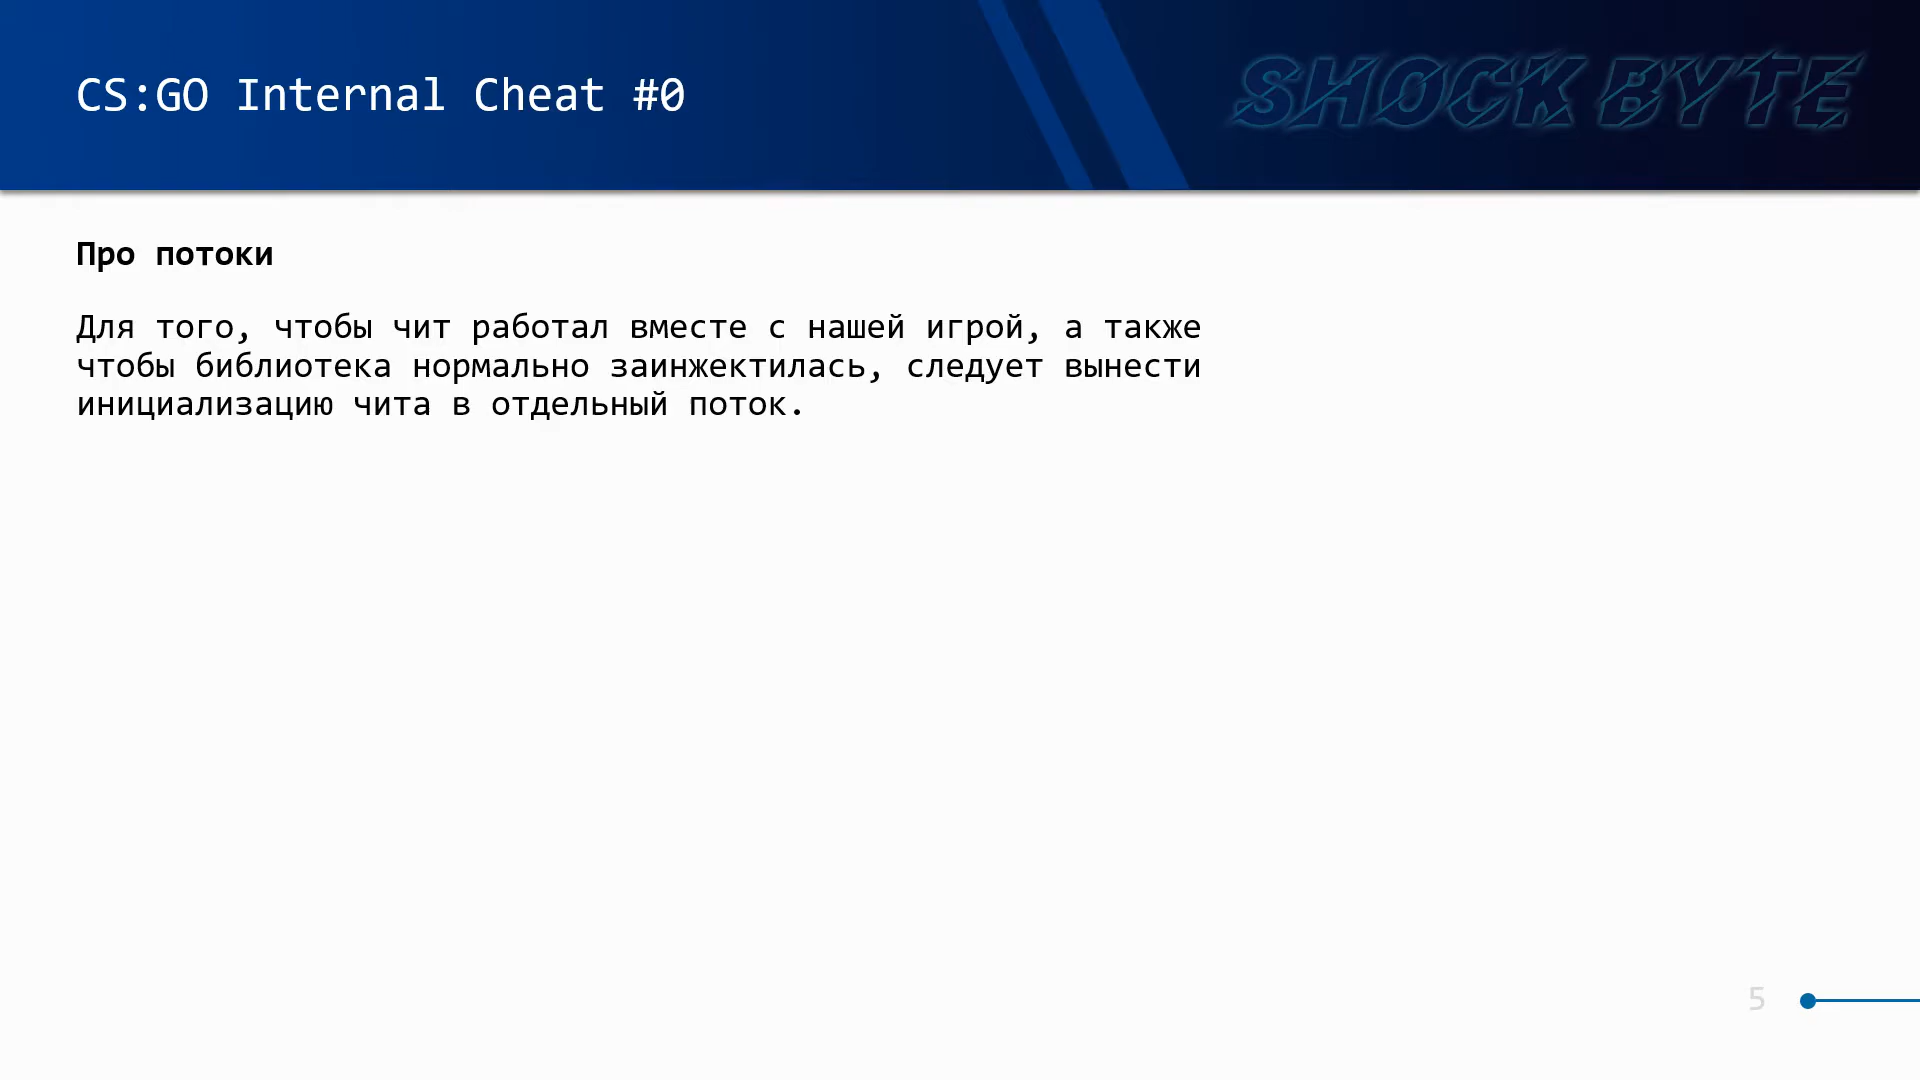 CS:GO Internal Cheat #0
SHOCK BYTE
Про потоки
Для того, чтобы чит работал вместе с нашей игрой, а также
чтобы библиотека нормально заинжектилась, следует вынести
инициализацию чита в отдельный поток.
5